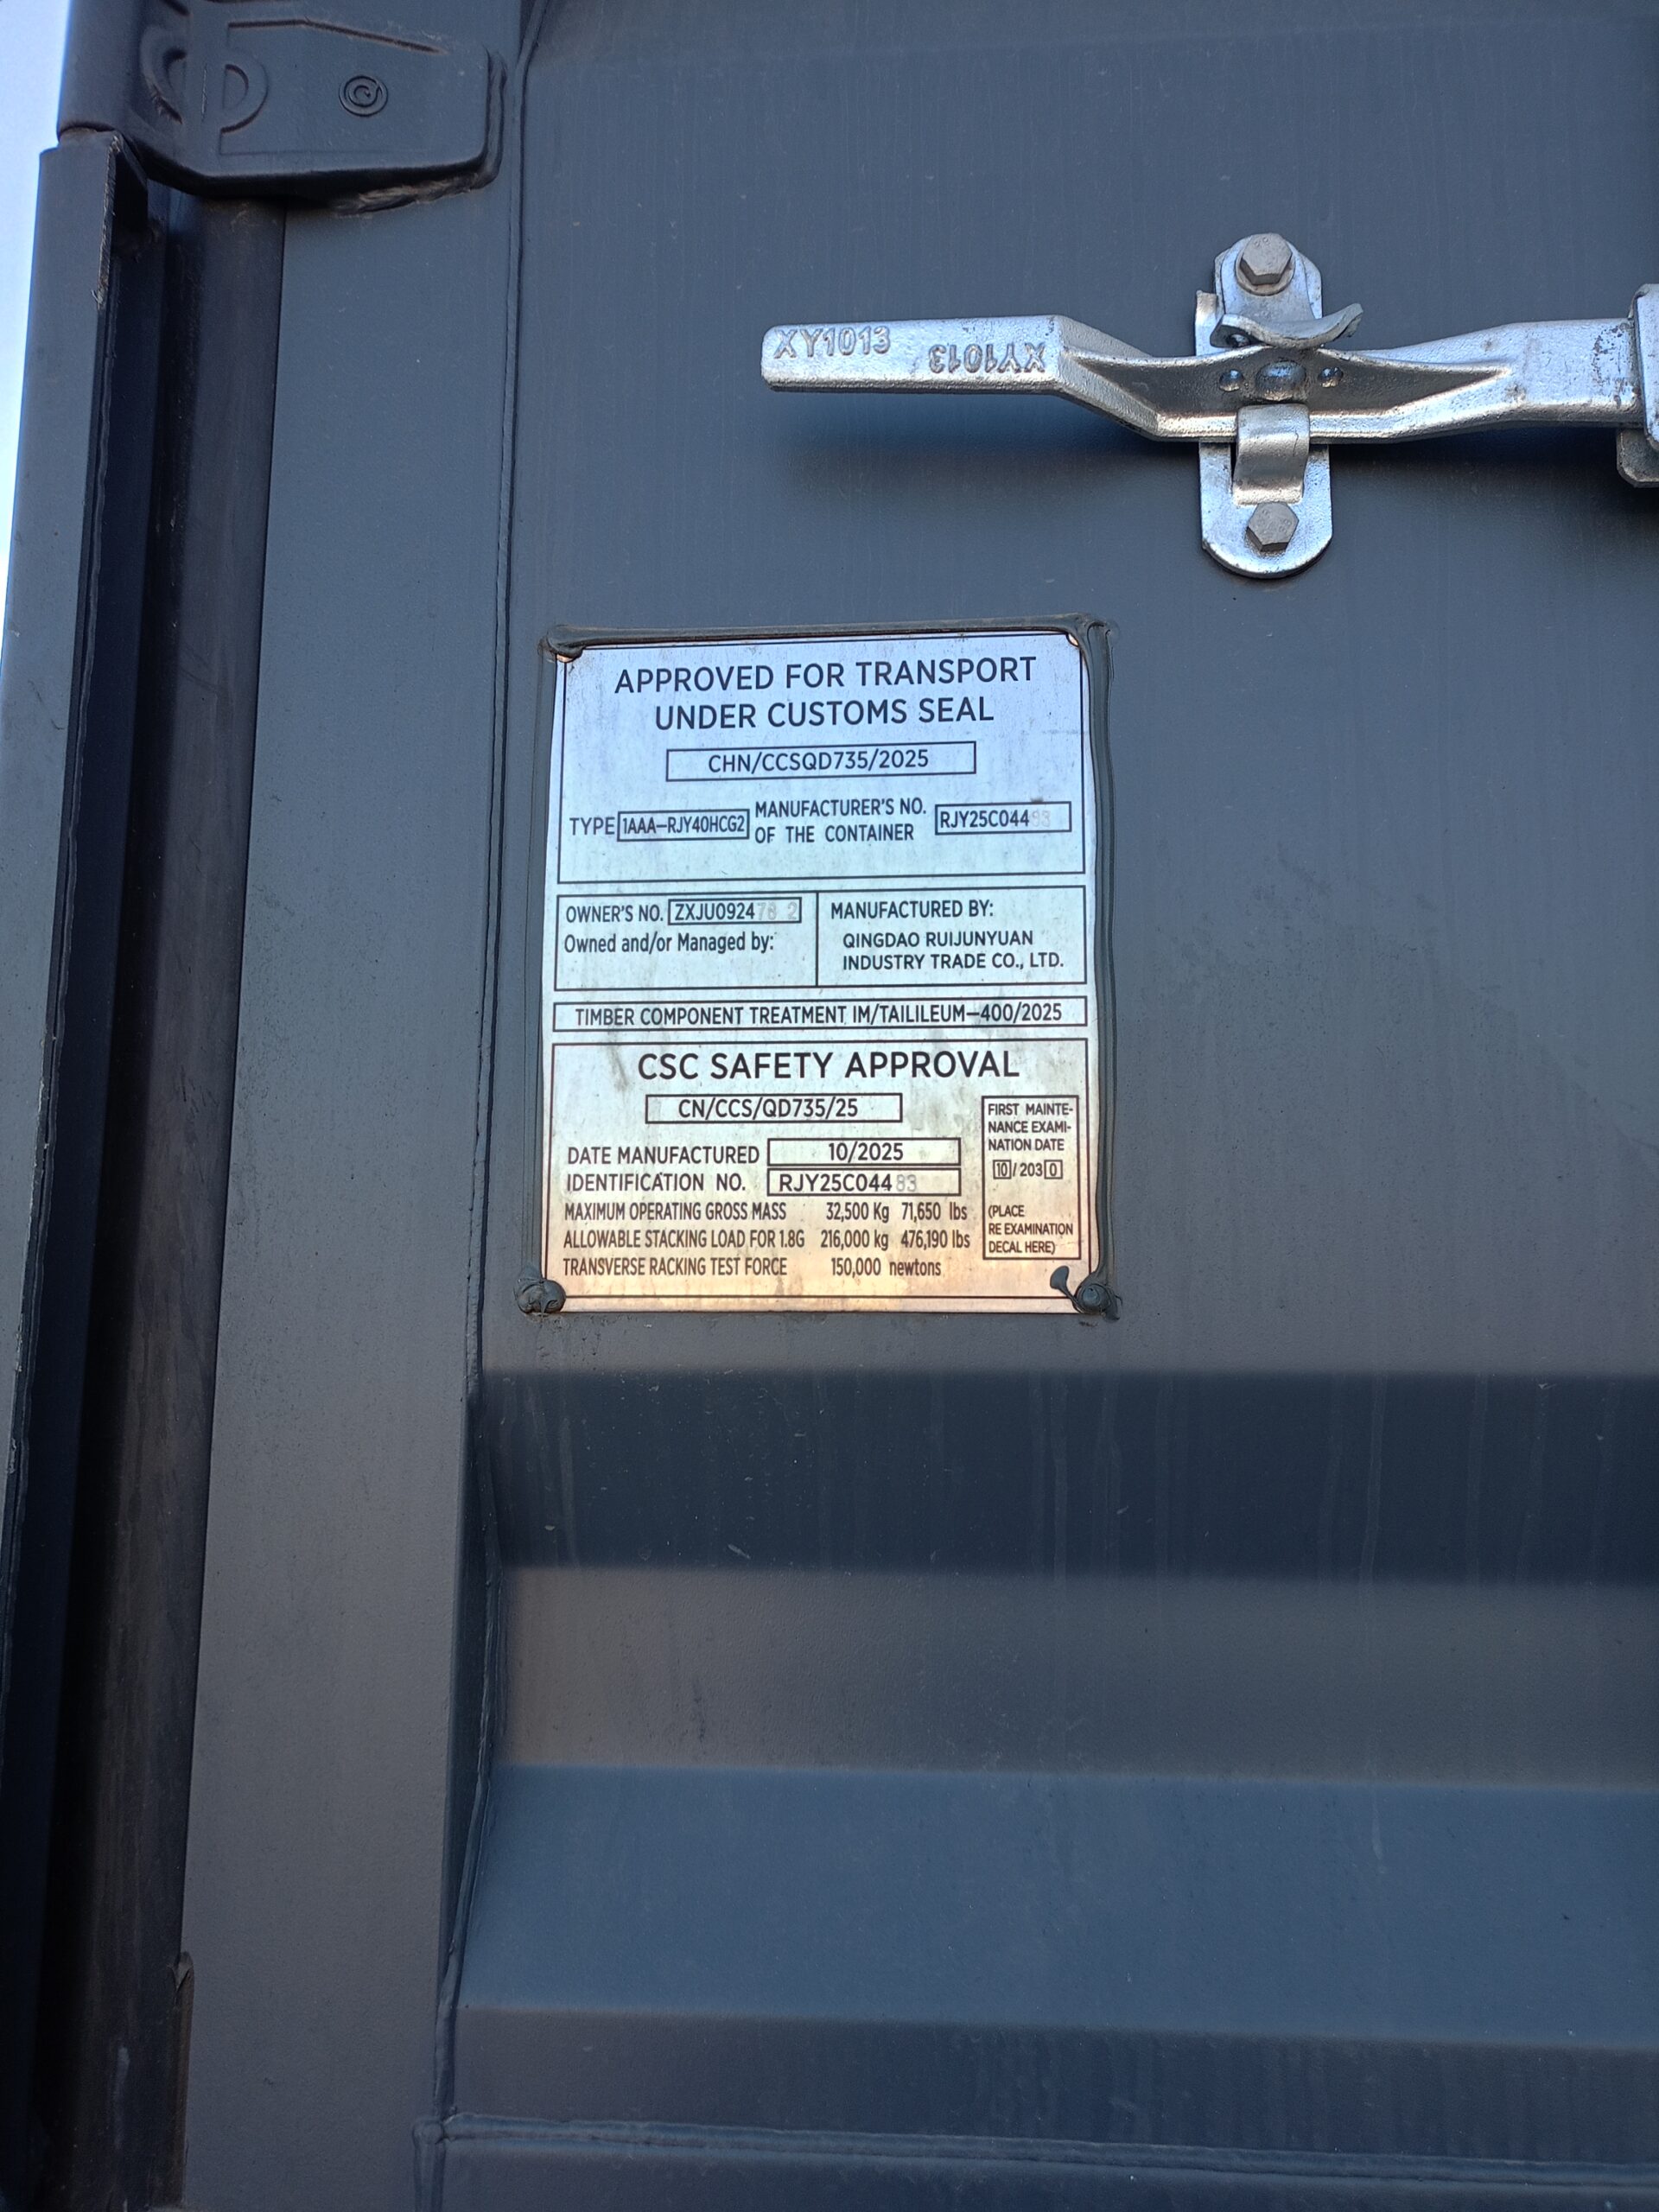 XY1013 XY1013
APPROVED FOR TRANSPORT
UNDER CUSTOMS SEAL
CHN/CCSQD735/2025
TYPE 1AAA-RJY40HCG2 MANUFACTURER'S NO. OF THE CONTAINER RJY25C04483
OWNER'S NO. ZXJU092478 2
Owned and/or Managed by:
MANUFACTURED BY:
QINGDAO RUIJUNYUAN
INDUSTRY TRADE CO., LTD.
TIMBER COMPONENT TREATMENT IM/TAILILEUM-400/2025
CSC SAFETY APPROVAL
CN/CCS/QD735/25
DATE MANUFACTURED 10/2025
IDENTIFICATION NO. RJY25C04483
MAXIMUM OPERATING GROSS MASS 32,500 Kg 71,650 lbs
ALLOWABLE STACKING LOAD FOR 1.8G 216,000 kg 476,190 lbs
TRANSVERSE RACKING TEST FORCE 150,000 newtons
FIRST MAINTE-
NANCE EXAMI-
NATION DATE
10/2030
(PLACE
RE EXAMINATION
DECAL HERE)